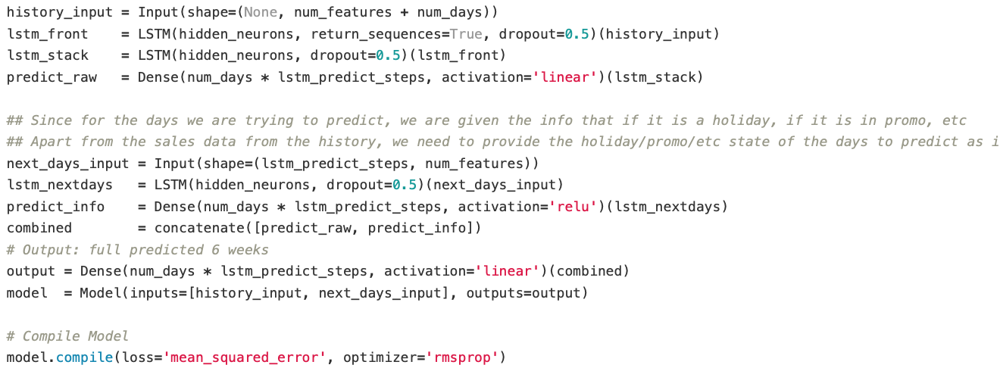 history_input = Input(shape=(None, num_features + num_days))
lstm_front    = LSTM(hidden_neurons, return_sequences=True, dropout=0.5)(history_input)
lstm_stack    = LSTM(hidden_neurons, dropout=0.5)(lstm_front)
predict_raw   = Dense(num_days * lstm_predict_steps, activation='linear')(lstm_stack)
## Since for the days we are trying to predict, we are given the info that if it is a holiday, if it is in promo, etc
## Apart from the sales data from the history, we need to provide the holiday/promo/etc state of the days to predict as i
next_days_input = Input(shape=(lstm_predict_steps, num_features))
lstm_nextdays   = LSTM(hidden_neurons, dropout=0.5)(next_days_input)
predict_info    = Dense(num_days * lstm_predict_steps, activation='relu')(lstm_nextdays)
combined        = concatenate([predict_raw, predict_info])
# Output: full predicted 6 weeks
output = Dense(num_days * lstm_predict_steps, activation='linear')(combined)
model  = Model(inputs=[history_input, next_days_input], outputs=output)
# Compile Model
model.compile(loss='mean_squared_error', optimizer='rmsprop')